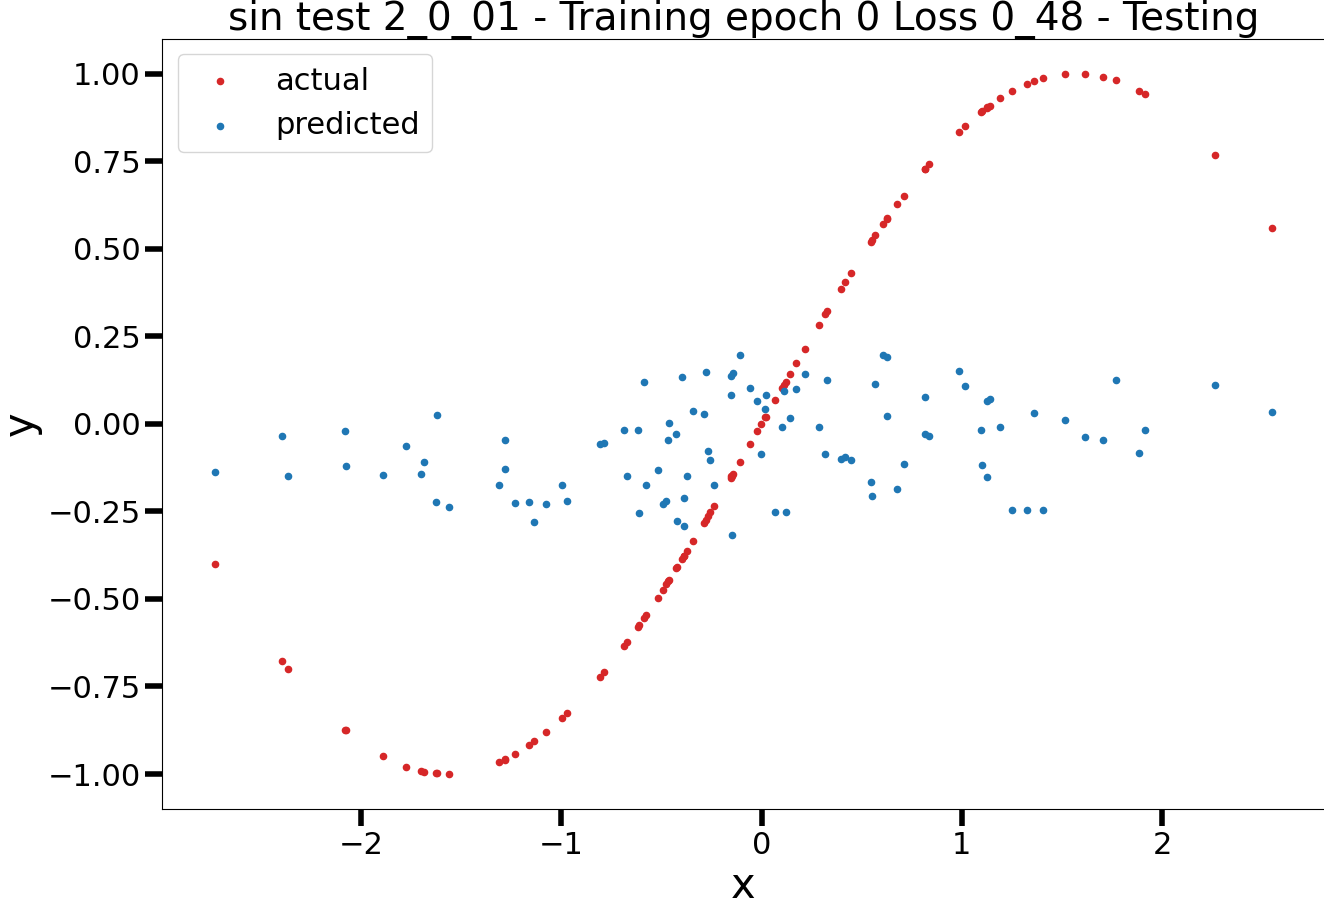 sin test 2_0_01 - Training epoch 0 Loss 0_48 - Testing
actual
predicted
1.00
0.75
0.50
0.25
0.00
−0.25
−0.50
−0.75
−1.00
y
−2 −1 0 1 2
x